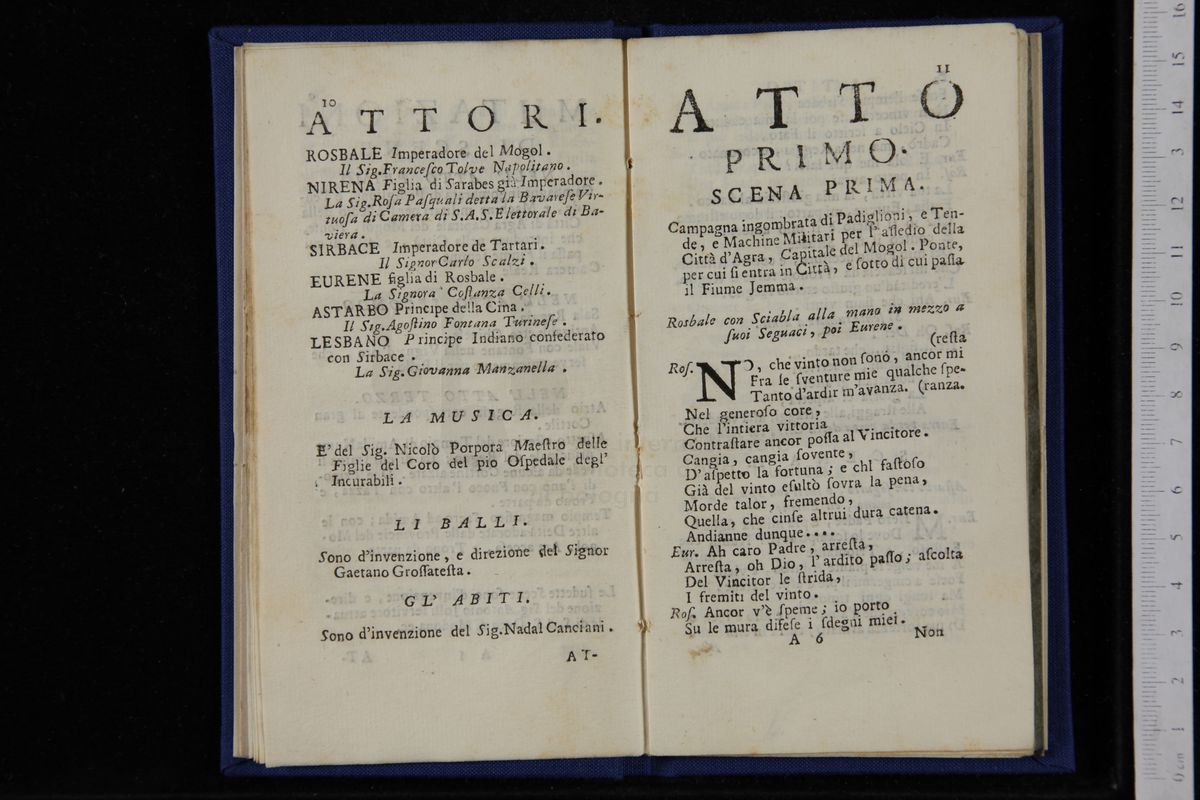 10
ATTORI.
ROSBALE Imperadore del Mogol.
Il Sig. Franceſco Tolve Napolitano.
NIRENA Figlia di Sarabes già Imperadore.
La Sig. Roſa Paſquali detta la Bavareſe Vir-
tuoſa di Camera di S.A.S. Elettorale di Ba-
viera.
SIRBACE Imperadore de Tartari.
Il Signor Carlo Scalzi.
EURENE figlia di Rosbale.
La Signora Coſtanza Celli.
ASTARBO Principe della Cina.
Il Sig. Agoſtino Fontana Turineſe.
LESBANO Principe Indiano confederato
con Sirbace.
La Sig. Giovanna Manzanella.
LA MUSICA.
E' del Sig. Nicolò Porpora Maeſtro delle
Figlie del Coro del pio Oſpedale degl'
Incurabili.
LI BALLI.
Sono d'invenzione, e direzione del Signor
Gaetano Groſſateſta.
GL' ABITI.
Sono d'invenzione del Sig. Nadal Canciani.
AT-
11
ATTO
PRIMO.
SCENA PRIMA.
Campagna ingombrata di Padiglioni, e Ten-
de, e Machine Militari per l'aſſedio della
Città d'Agra, Capitale del Mogol. Ponte,
per cui ſi entra in Città, e ſotto di cui paſſa
il Fiume Jemma.
Rosbale con Sciabla alla mano in mezzo a
ſuoi Seguaci, poi Eurene.
(reſta
Roſ. NO, che vinto non ſono, ancor mi
Fra le ſventure mie qualche ſpe-
Tanto d'ardir m'avanza. (ranza.
Nel generoſo core,
Che l'intiera vittoria
Contraſtare ancor poſſa al Vincitore.
Cangia, cangia ſovente,
D'aſpetto la fortuna; e chI faſtoſo
Già del vinto eſultò ſovra la pena,
Morde talor, fremendo,
Quella, che cinſe altrui dura catena.
Andianne dunque....
Eur. Ah caro Padre, arreſta,
Arreſta, oh Dio, l'ardito paſſo; aſcolta
Del Vincitor le ſtrida,
I fremiti del vinto.
Roſ. Ancor v'è ſpeme; io porto
Su le mura difeſe i ſdegni miei.
A 6 Non